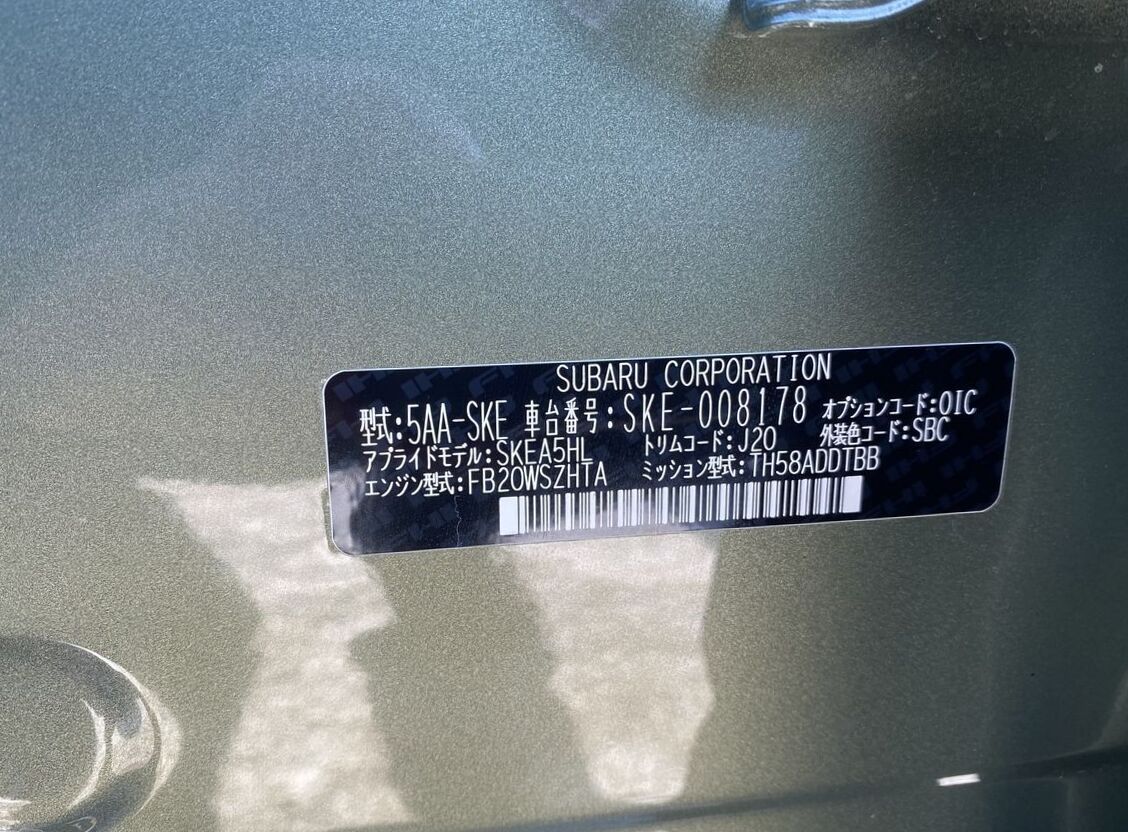 SUBARU CORPORATION
型式:5AA-SKE 車台番号:SKE-008178 オプションコード:OIC
アプライドモデル:SKEA5HL トリムコード:J20 外装色コード:SBC
エンジン型式:FB20WSZHTA ミッション型式:TH58ADDTBB